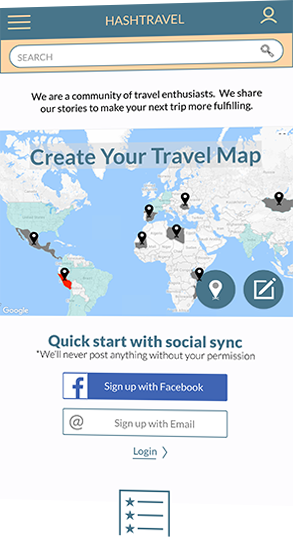 HASHTRAVEL
SEARCH
We are a community of travel enthusiasts. We share
our stories to make your next trip more fulfilling.
Create Your Travel Map
Google
Quick start with social sync
*We'll never post anything without your permission
f Sign up with Facebook
@ Sign up with Email
Login